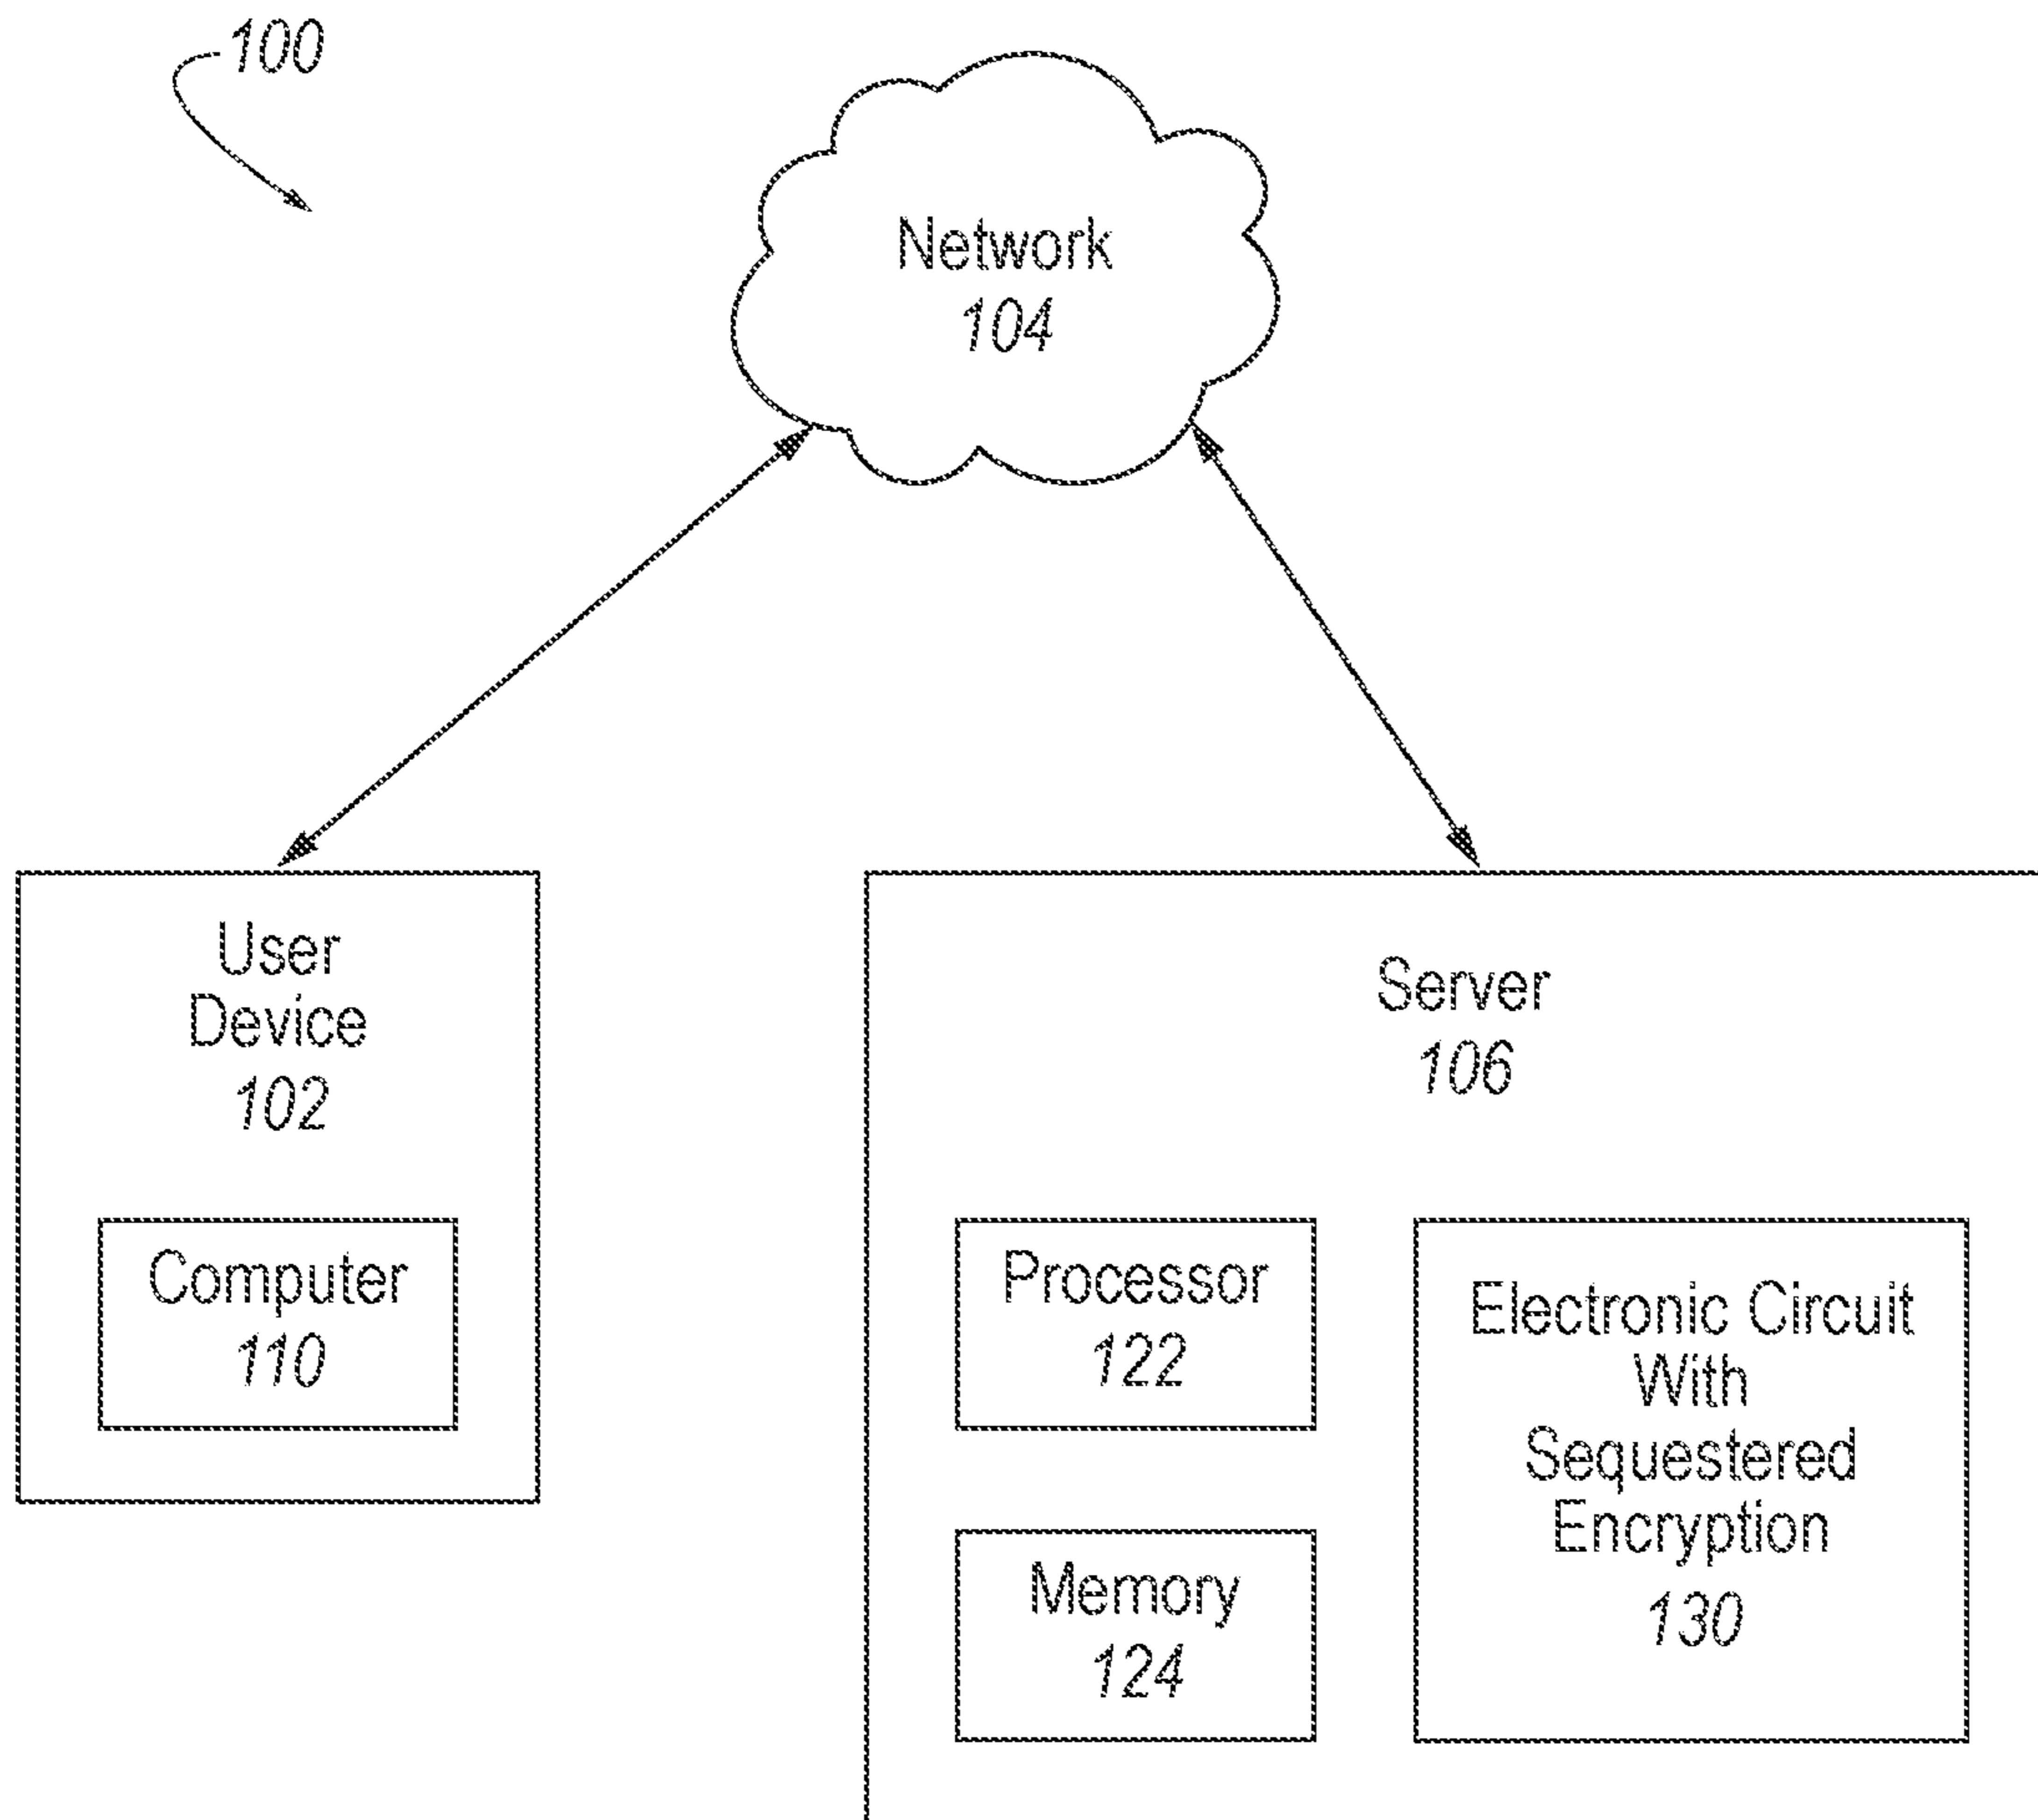 100
Network
104
User
Device
102
Computer
110
Server
106
Processor
122
Memory
124
Electronic Circuit
With
Sequestered
Encryption
130